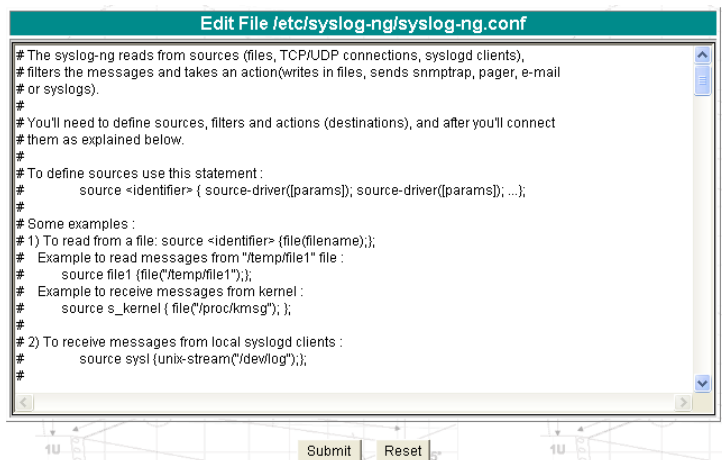 Edit File /etc/syslog-ng/syslog-ng.conf
# The syslog-ng reads from sources (files, TCP/UDP connections, syslogd clients),
# filters the messages and takes an action(writes in files, sends snmptrap, pager, e-mail
# or syslogs).
#
# You'll need to define sources, filters and actions (destinations), and after you'll connect
# them as explained below.
#
# To define sources use this statement :
# source <identifier> { source-driver([params]); source-driver([params]); ...};
#
# Some examples :
# 1) To read from a file: source <identifier> {file(filename);};
# Example to read messages from "/temp/file1" file :
# source file1 {file("/temp/file1");};
# Example to receive messages from kernel :
# source s_kernel { file("/proc/kmsg"); };
#
# 2) To receive messages from local syslogd clients :
# source sysl {unix-stream("/dev/log");};
#
1U
Submit Reset
5°
1U